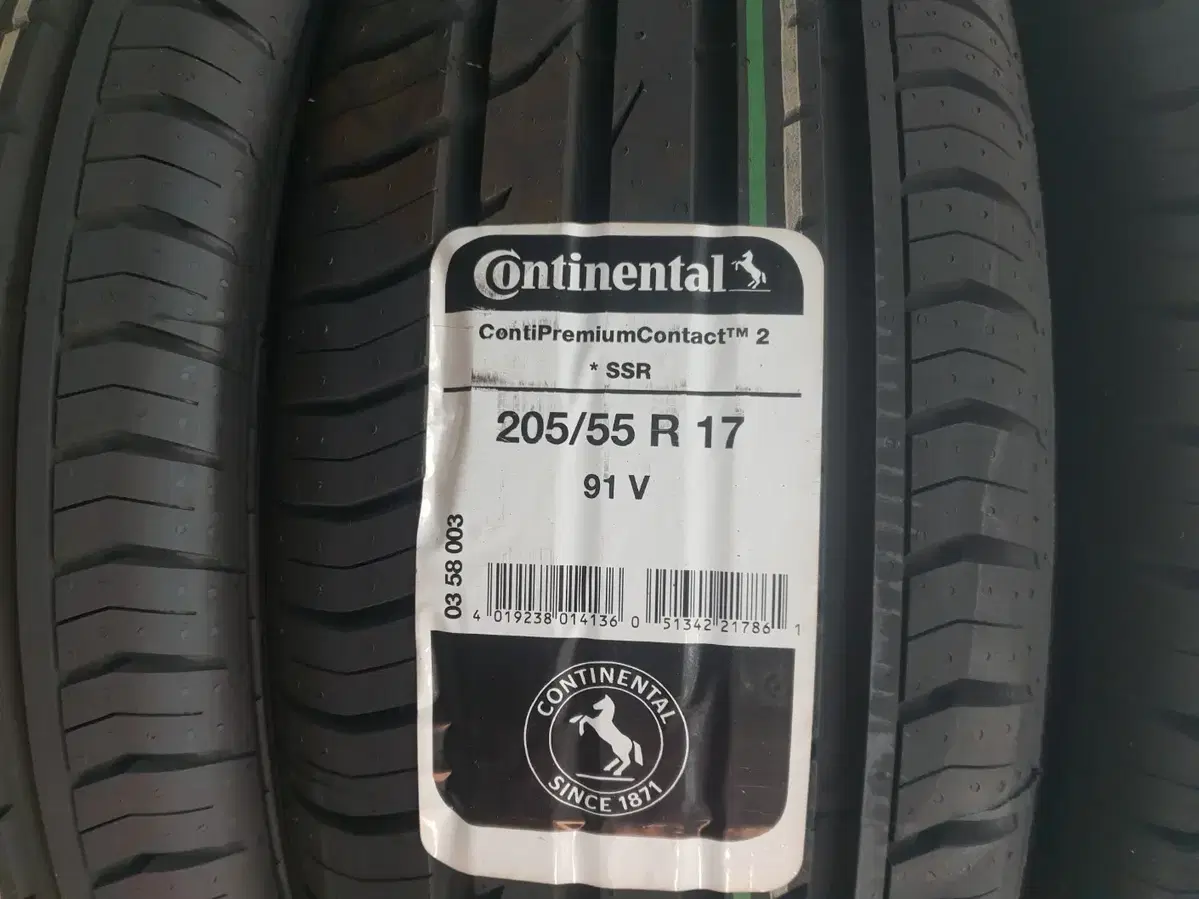 Continental
ContiPremiumContact™ 2
* SSR
205/55 R 17
91 V
03 58 003
4 019238 014136 0 51342 21786 1
CONTINENTAL
SINCE 1871